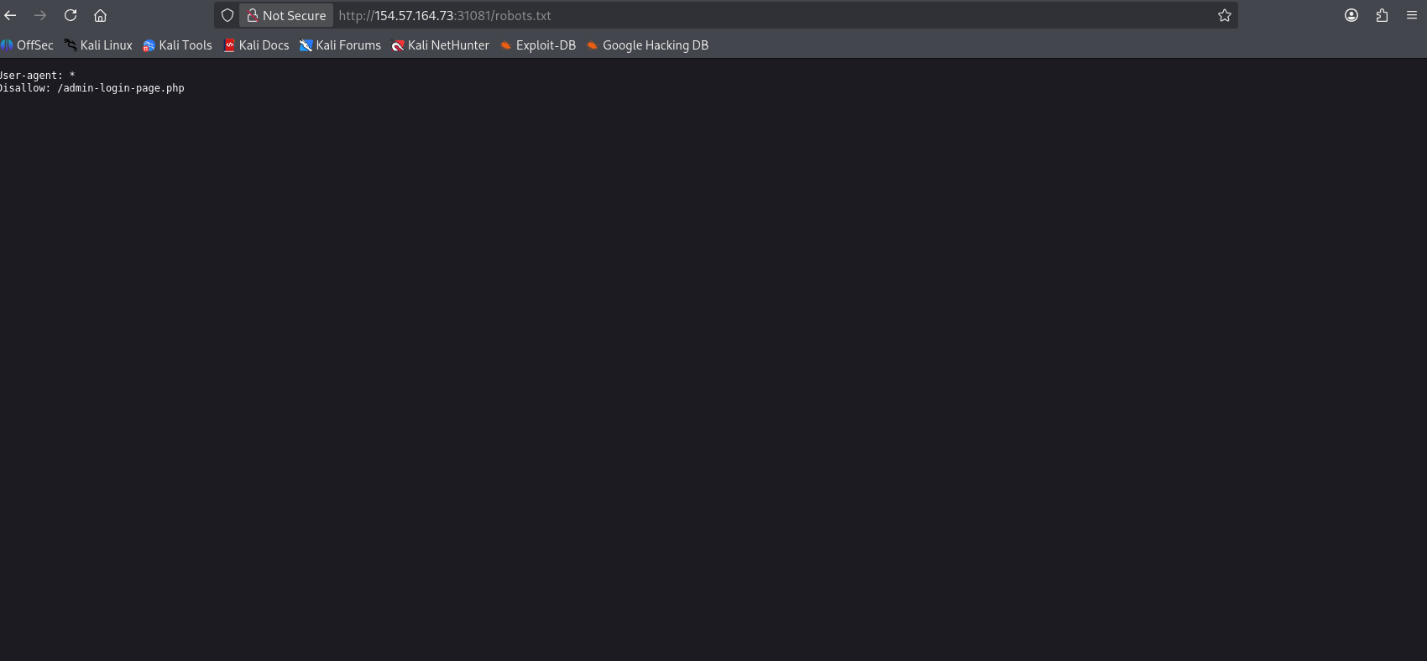 Not Secure http://154.57.164.73:31081/robots.txt
OffSec Kali Linux Kali Tools Kali Docs Kali Forums Kali NetHunter Exploit-DB Google Hacking DB
User-agent: *
Disallow: /admin-login-page.php